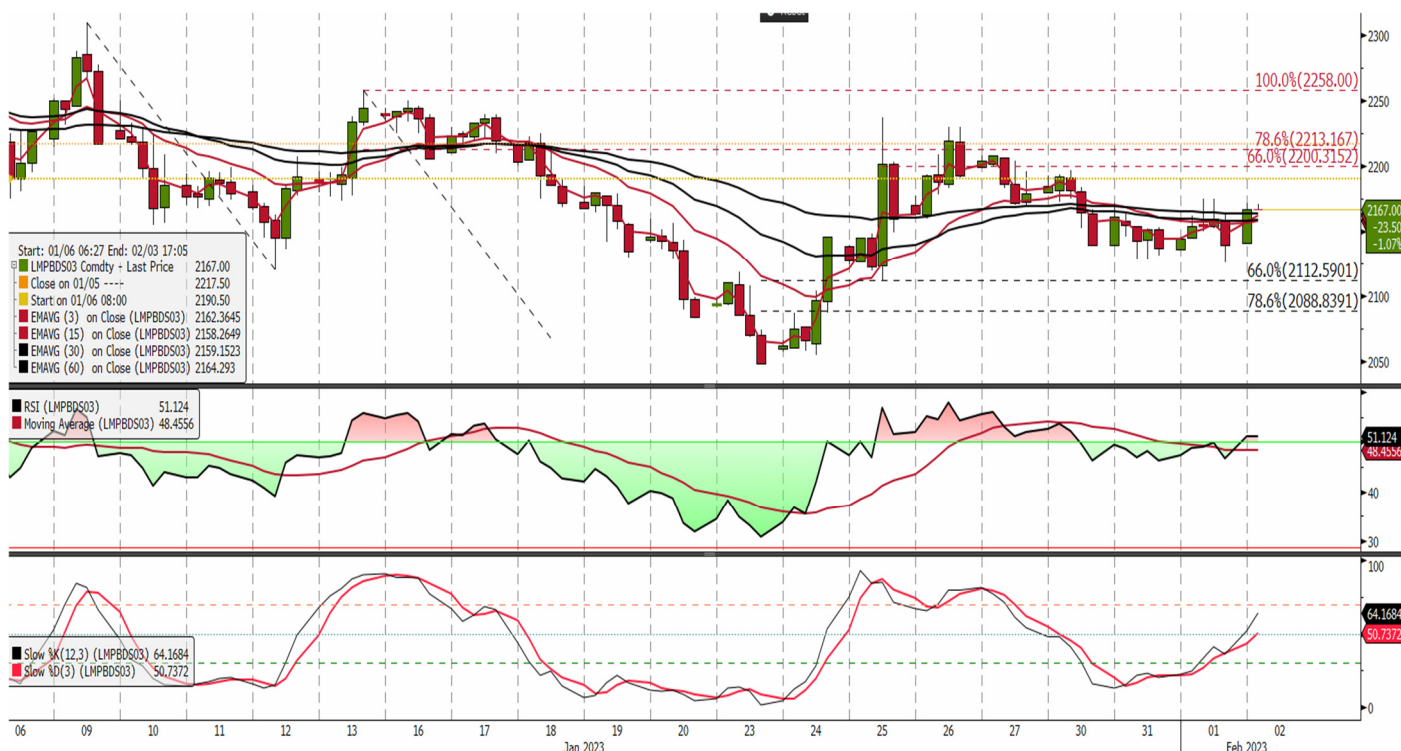 2300
100.0%(2258.00)
2250
78.6%(2213.167)
66.0%(2200.3152)
2200
2167.00
-23.50
-1.07%
66.0%(2112.5901)
2100
78.6%(2088.8391)
2050
Start: 01/06 06:27 End: 02/03 17:05
LMPBDS03 Comdty - Last Price 2167.00
Close on 01/05 ---- 2217.50
Start on 01/06 08:00 2190.50
EMAVG (3) on Close (LMPBDS03) 2162.3645
EMAVG (15) on Close (LMPBDS03) 2158.2649
EMAVG (30) on Close (LMPBDS03) 2159.1523
EMAVG (60) on Close (LMPBDS03) 2164.293
RSI (LMPBDS03) 51.124
Moving Average (LMPBDS03) 48.4556
51.124
48.4556
40
30
100
64.1684
50.7372
0
Slow %K(12,3) (LMPBDS03) 64.1684
Slow %D(3) (LMPBDS03) 50.7372
06 09 10 11 12 13 16 17 18 19 20 23 24 25 26 27 30 31 01 02
Jan 2023 Feb 2023